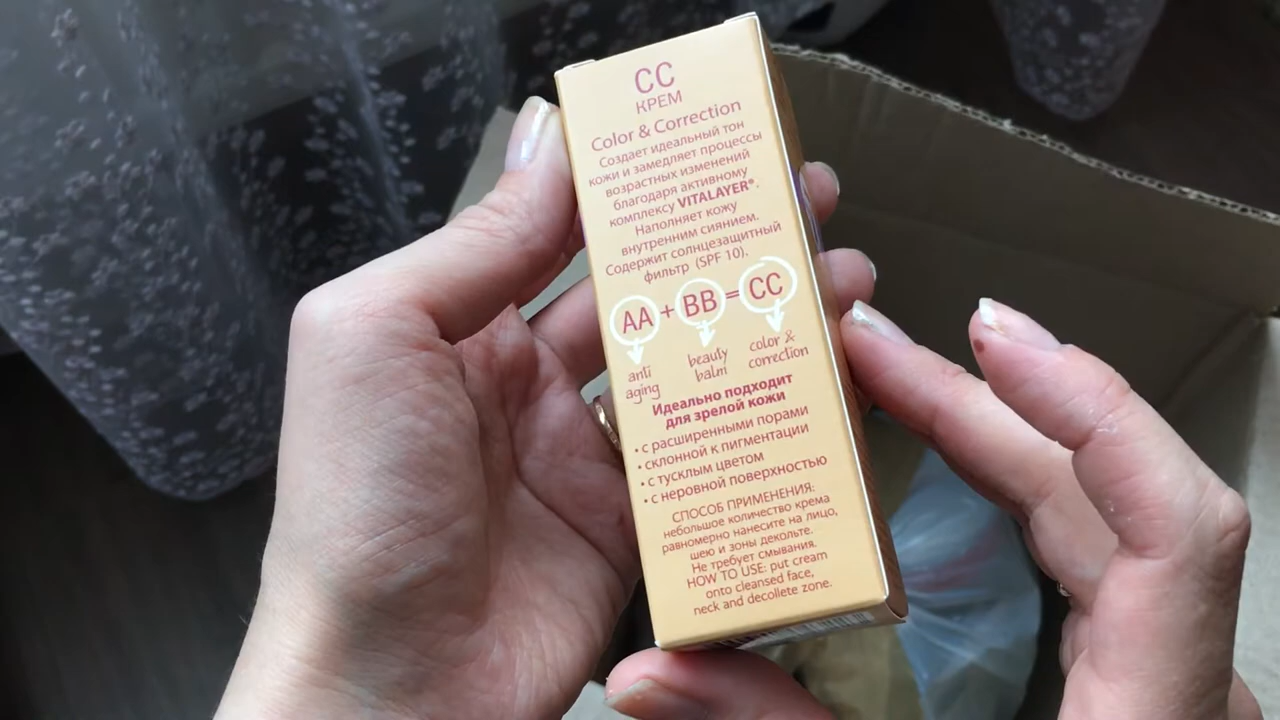 CC
КРЕМ
Color & Correction
Создает идеальный тон
кожи и замедляет процессы
возрастных изменений
благодаря активному
комплексу VITALAYER®.
Наполняет кожу
внутренним сиянием.
Содержит солнцезащитный
фильтр (SPF 10).
AA + BB = CC
anti aging
beauty balm
color & correction
Идеально подходит
для зрелой кожи
• с расширенными порами
• склонной к пигментации
• с тусклым цветом
• с неровной поверхностью
СПОСОБ ПРИМЕНЕНИЯ:
небольшое количество крема
равномерно нанесите на лицо,
шею и зоны декольте.
Не требует смывания.
HOW TO USE: put cream
onto cleansed face,
neck and decollete zone.